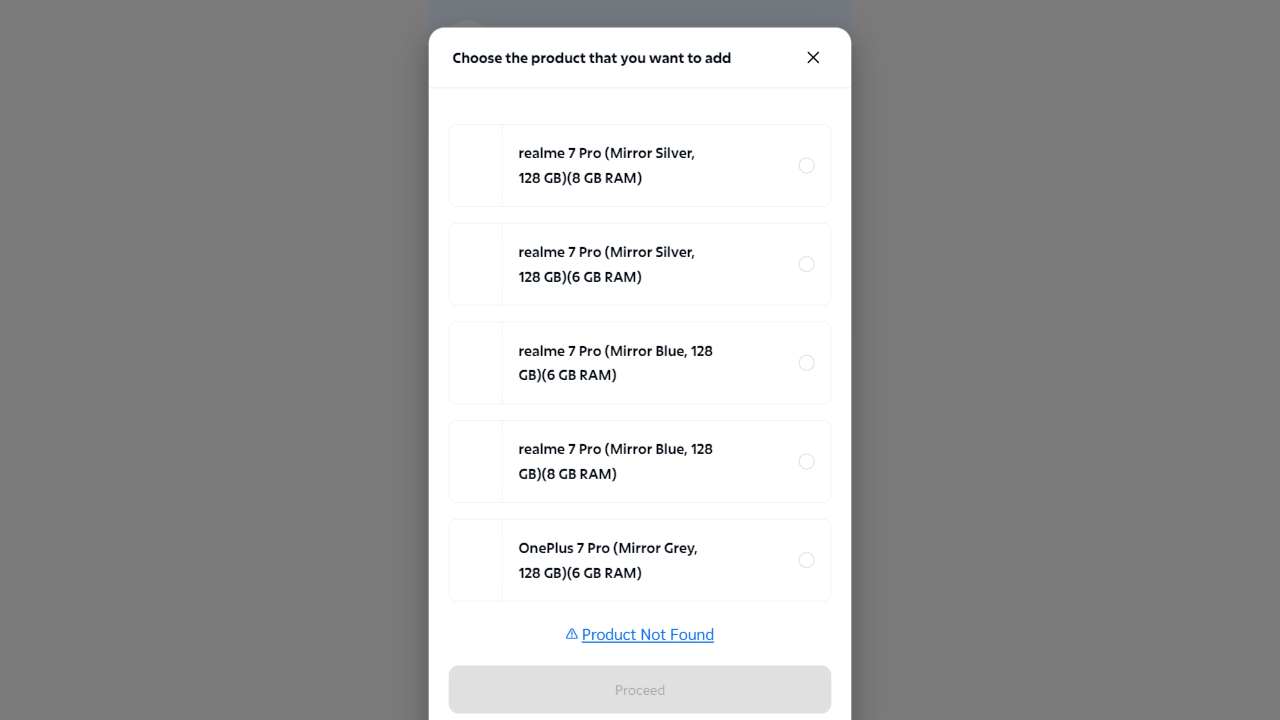 Choose the product that you want to add
realme 7 Pro (Mirror Silver,
128 GB)(8 GB RAM)
realme 7 Pro (Mirror Silver,
128 GB)(6 GB RAM)
realme 7 Pro (Mirror Blue, 128
GB)(6 GB RAM)
realme 7 Pro (Mirror Blue, 128
GB)(8 GB RAM)
OnePlus 7 Pro (Mirror Grey,
128 GB)(6 GB RAM)
Product Not Found
Proceed